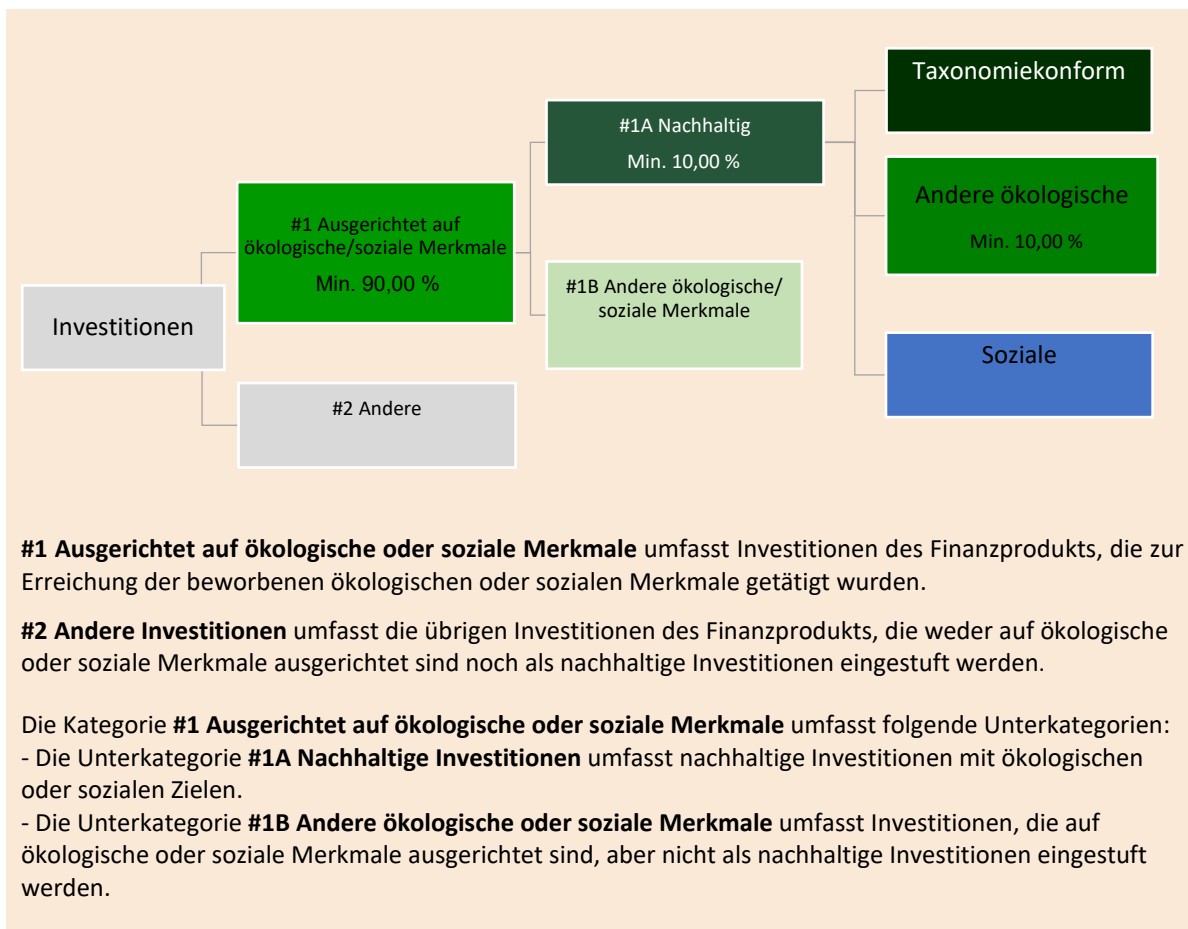 Taxonomiekonform
#1A Nachhaltig
Min. 10,00 %
Andere ökologische
Min. 10,00 %
#1 Ausgerichtet auf
ökologische/soziale Merkmale
Min. 90,00 %
#1B Andere ökologische/
soziale Merkmale
Investitionen
Soziale
#2 Andere
#1 Ausgerichtet auf ökologische oder soziale Merkmale umfasst Investitionen des Finanzprodukts, die zur
Erreichung der beworbenen ökologischen oder sozialen Merkmale getätigt wurden.
#2 Andere Investitionen umfasst die übrigen Investitionen des Finanzprodukts, die weder auf ökologische
oder soziale Merkmale ausgerichtet sind noch als nachhaltige Investitionen eingestuft werden.
Die Kategorie #1 Ausgerichtet auf ökologische oder soziale Merkmale umfasst folgende Unterkategorien:
- Die Unterkategorie #1A Nachhaltige Investitionen umfasst nachhaltige Investitionen mit ökologischen
oder sozialen Zielen.
- Die Unterkategorie #1B Andere ökologische oder soziale Merkmale umfasst Investitionen, die auf
ökologische oder soziale Merkmale ausgerichtet sind, aber nicht als nachhaltige Investitionen eingestuft
werden.